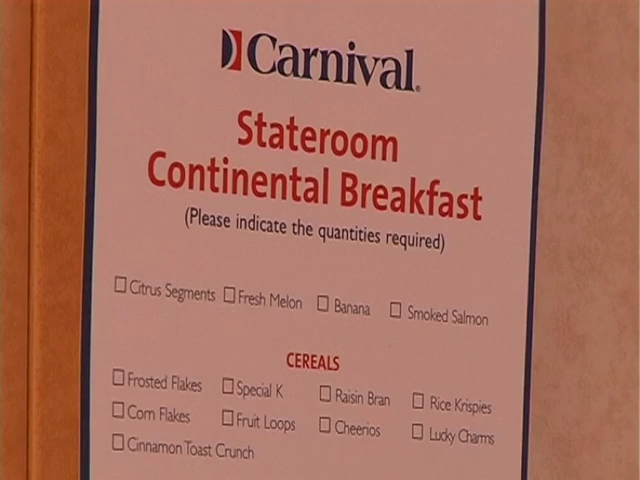 Carnival
Stateroom
Continental Breakfast
(Please indicate the quantities required)
Citrus Segments Fresh Melon Banana Smoked Salmon
CEREALS
Frosted Flakes Special K Raisin Bran Rice Krispies
Corn Flakes Fruit Loops Cheerios Lucky Charms
Cinnamon Toast Crunch